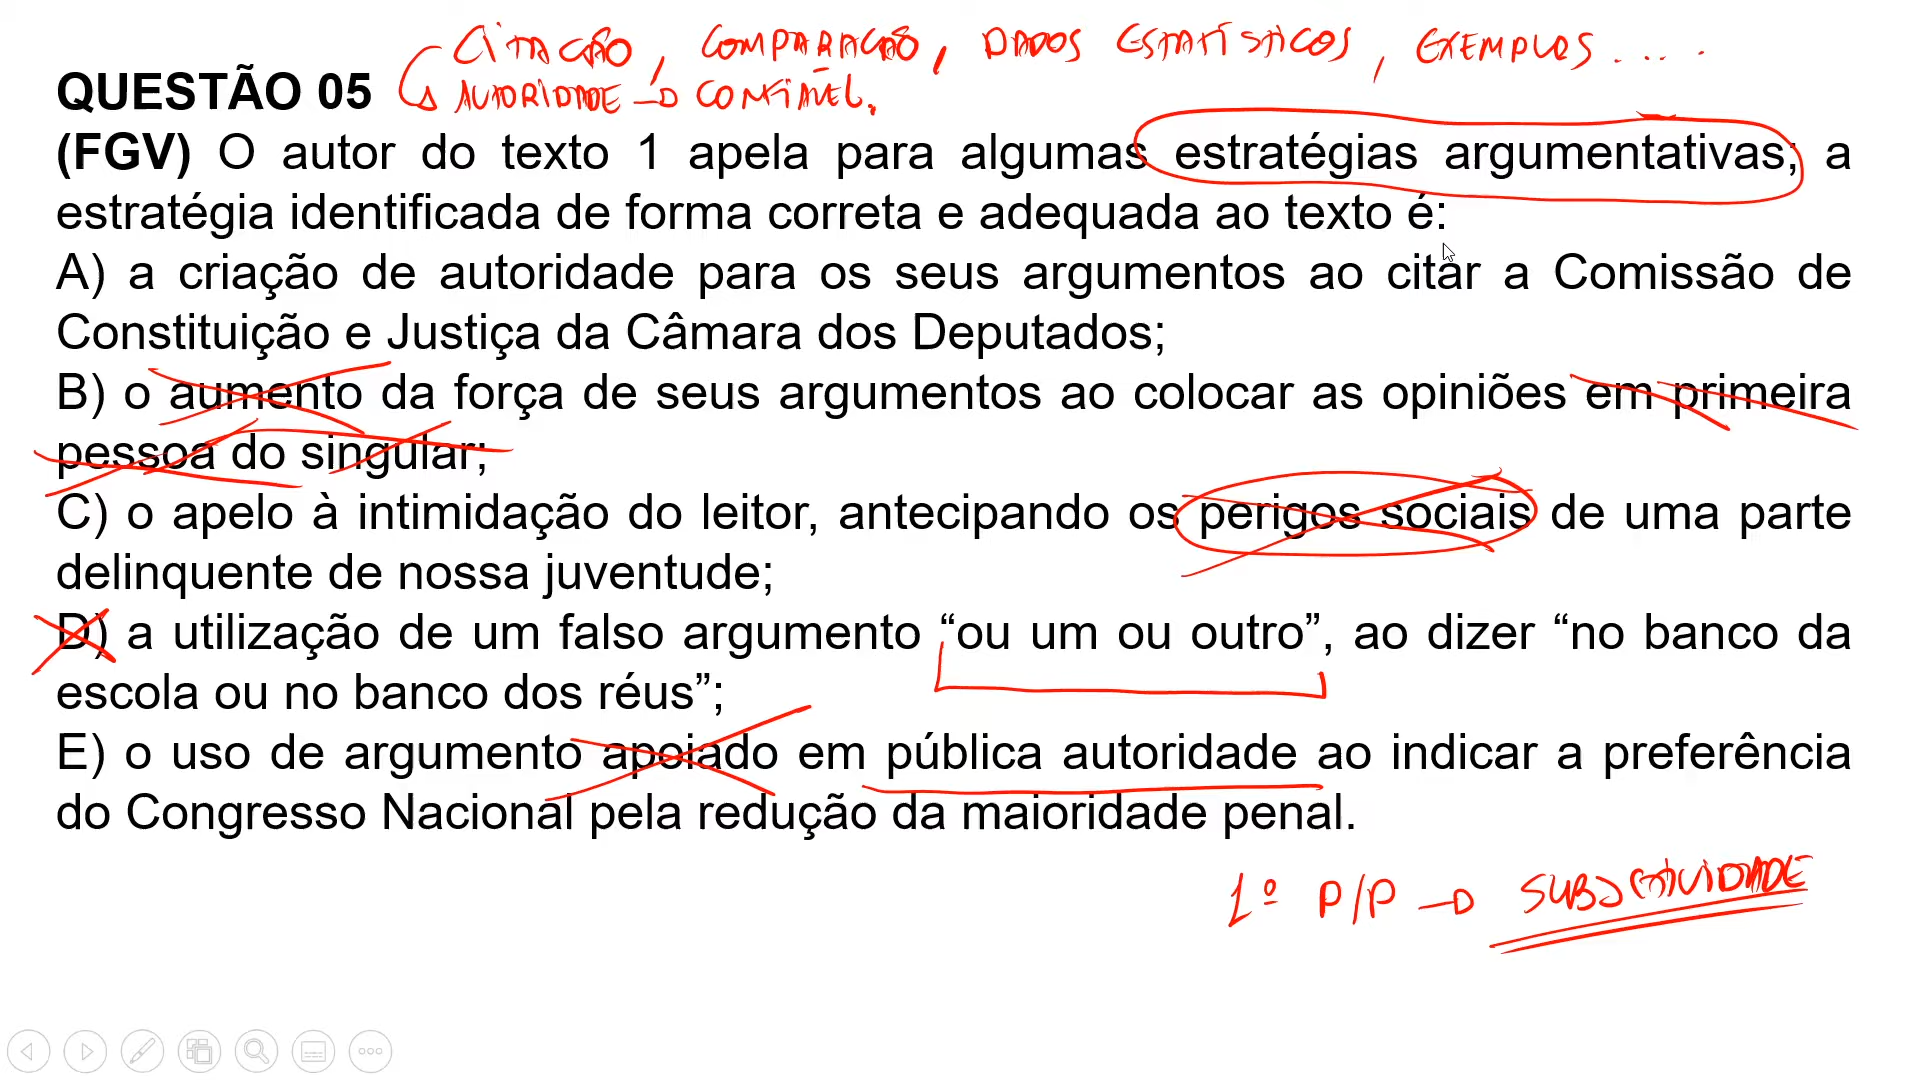 CITAÇÃO, COMPARAÇÃO, DADOS ESTATÍSTICOS, EXEMPLOS ....
AUTORIDADE → CONFIÁVEL.
QUESTÃO 05
(FGV) O autor do texto 1 apela para algumas estratégias argumentativas; a
estratégia identificada de forma correta e adequada ao texto é:
A) a criação de autoridade para os seus argumentos ao citar a Comissão de
Constituição e Justiça da Câmara dos Deputados;
B) o aumento da força de seus argumentos ao colocar as opiniões em primeira
pessoa do singular;
C) o apelo à intimidação do leitor, antecipando os perigos sociais de uma parte
delinquente de nossa juventude;
D) a utilização de um falso argumento “ou um ou outro”, ao dizer “no banco da
escola ou no banco dos réus”;
E) o uso de argumento apoiado em pública autoridade ao indicar a preferência
do Congresso Nacional pela redução da maioridade penal.
1º P/P → SUBJETIVIDADE